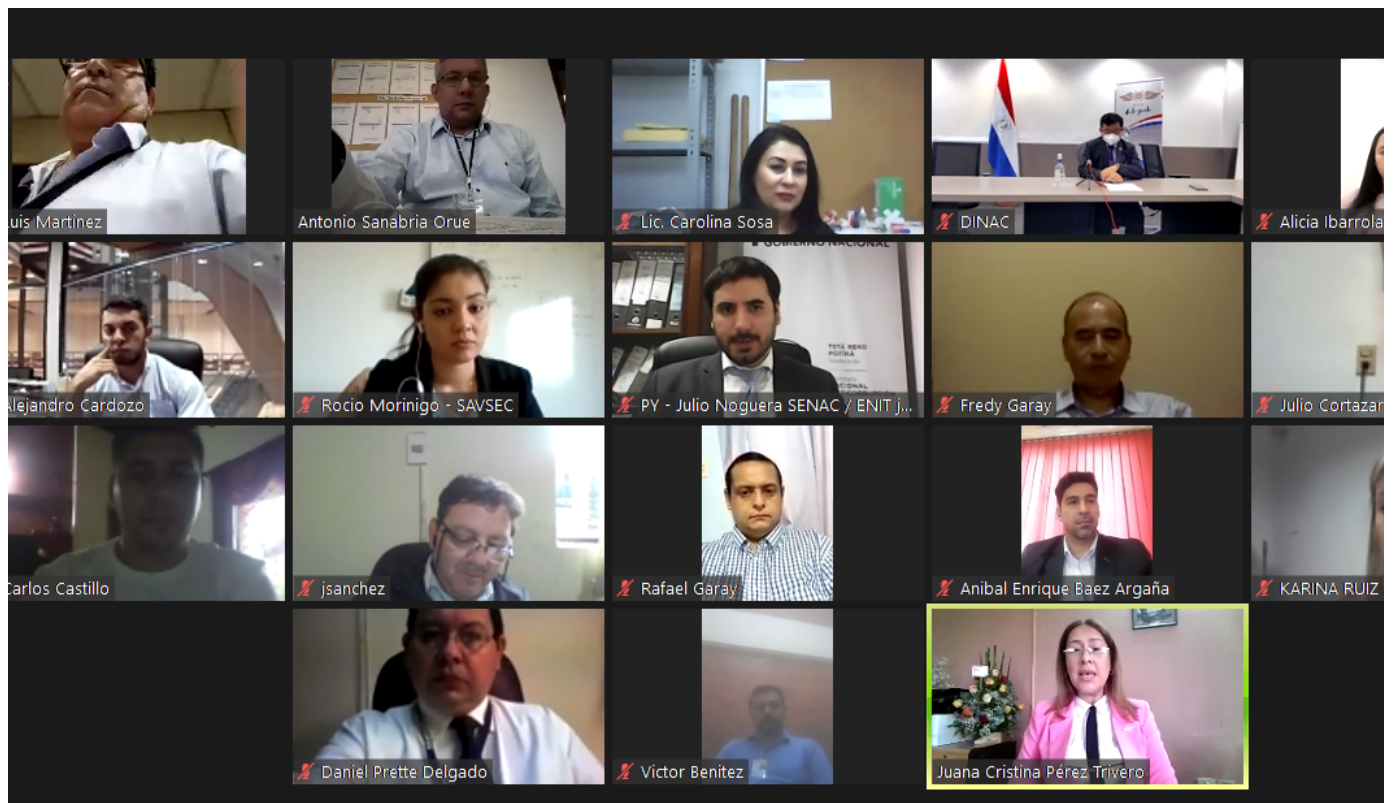 Luis Martinez
Antonio Sanabria Orue
Lic. Carolina Sosa
DINAC
Alicia Ibarrola
Alejandro Cardozo
Rocio Morinigo - SAVSEC
GOBIERNO NACIONAL
TETÃ REKO
PY - Julio Noguera SENAC / ENIT j...
Fredy Garay
Julio Cortazar
Carlos Castillo
jsanchez
Rafael Garay
Anibal Enrique Baez Argaña
KARINA RUIZ
Daniel Prette Delgado
Victor Benitez
Juana Cristina Pérez Trivero